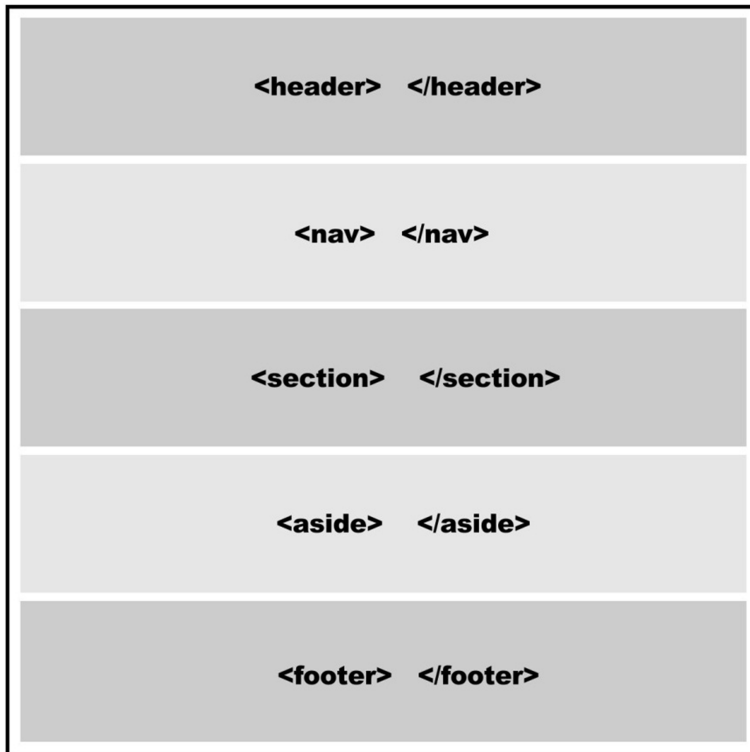 <header> </header>
<nav> </nav>
<section> </section>
<aside> </aside>
<footer> </footer>